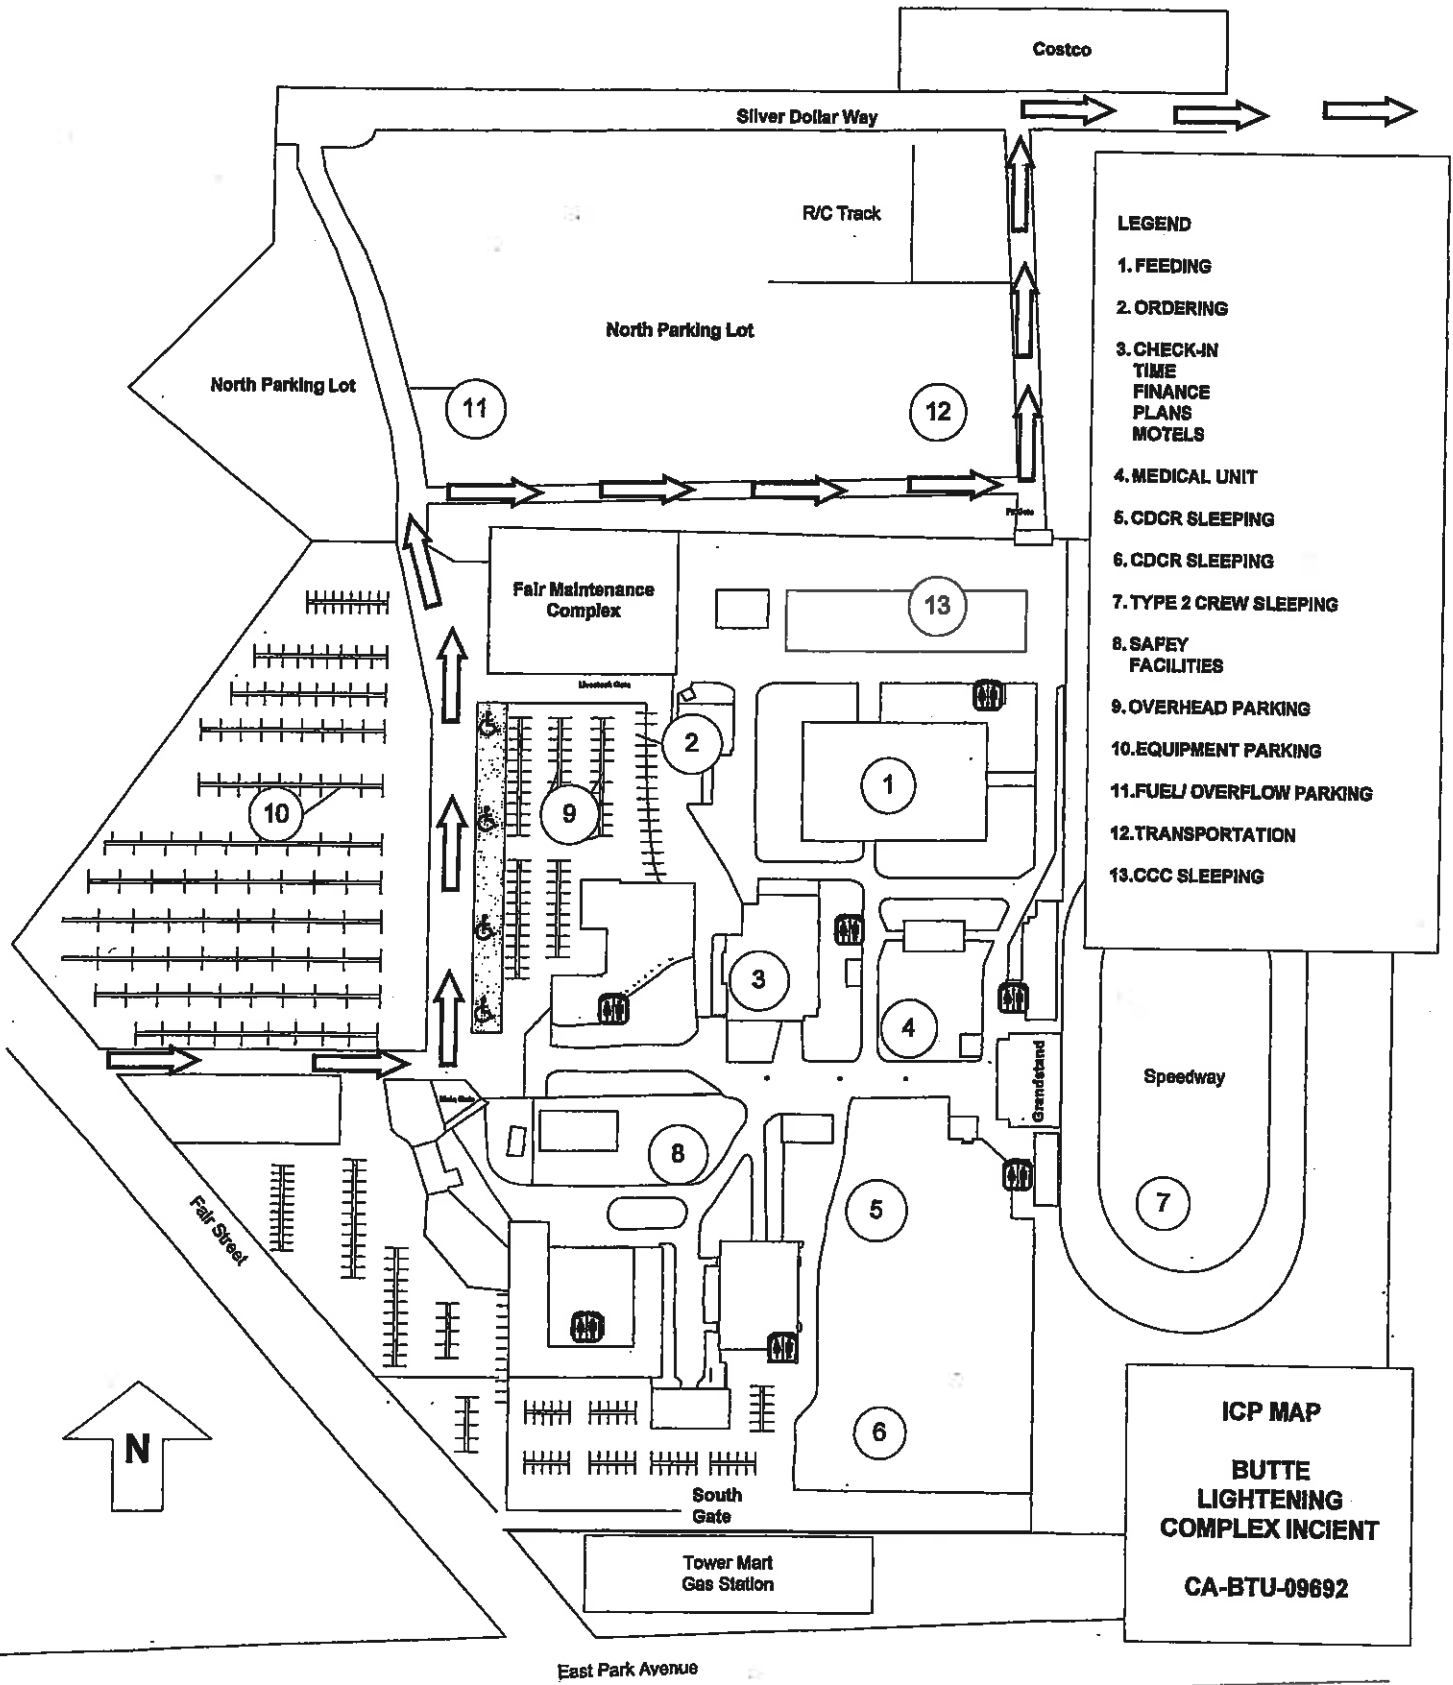 Costco
Silver Dollar Way
R/C Track
North Parking Lot
North Parking Lot
11
12
Fair Maintenance
Complex
13
Livestock Gate
2
1
9
10
3
4
Grandstand
Speedway
Main Gate
8
5
7
Fair Street
6
N
South
Gate
Tower Mart
Gas Station
East Park Avenue
LEGEND
1. FEEDING
2. ORDERING
3. CHECK-IN
TIME
FINANCE
PLANS
MOTELS
4. MEDICAL UNIT
5. CDCR SLEEPING
6. CDCR SLEEPING
7. TYPE 2 CREW SLEEPING
8. SAFEY
FACILITIES
9. OVERHEAD PARKING
10. EQUIPMENT PARKING
11. FUEL/ OVERFLOW PARKING
12. TRANSPORTATION
13. CCC SLEEPING
ICP MAP
BUTTE
LIGHTENING
COMPLEX INCIENT
CA-BTU-09692